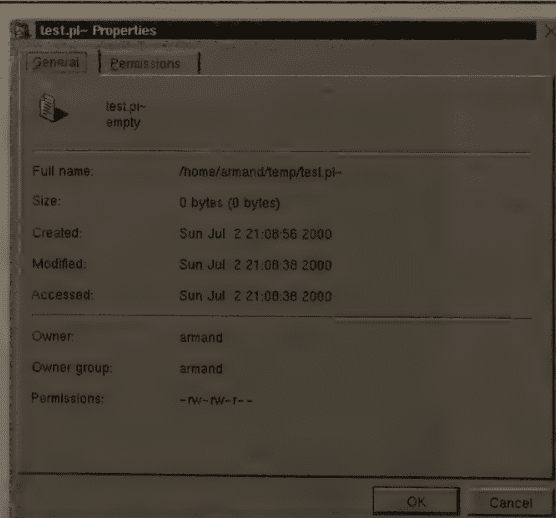 test.pl~ Properties
General Permissions
test.pl~
empty
Full name: /home/armand/temp/test.pl~
Size: 0 bytes (0 bytes)
Created: Sun Jul 2 21:08:56 2000
Modified: Sun Jul 2 21:08:38 2000
Accessed: Sun Jul 2 21:08:38 2000
Owner: armand
Owner group: armand
Permissions: -rw-rw-r--
OK Cancel